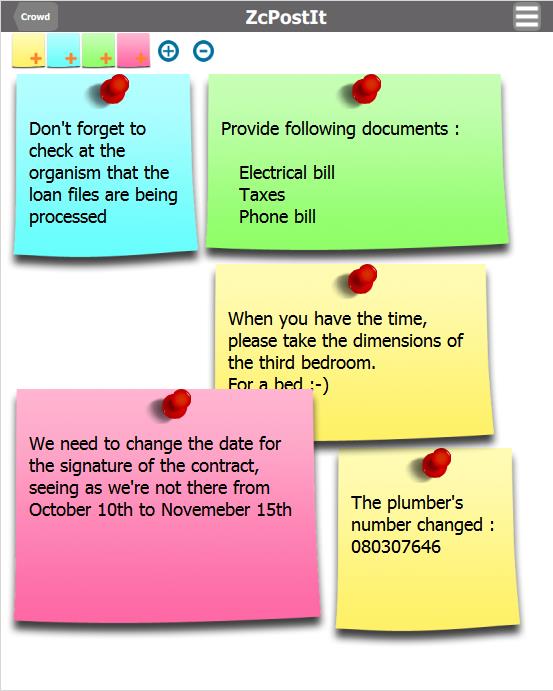 Crowd
ZcPostIt
Don't forget to
check at the
organism that the
loan files are being
processed
Provide following documents :
Electrical bill
Taxes
Phone bill
When you have the time,
please take the dimensions of
the third bedroom.
For a bed :-)
We need to change the date for
the signature of the contract,
seeing as we're not there from
October 10th to Novemeber 15th
The plumber's
number changed :
080307646